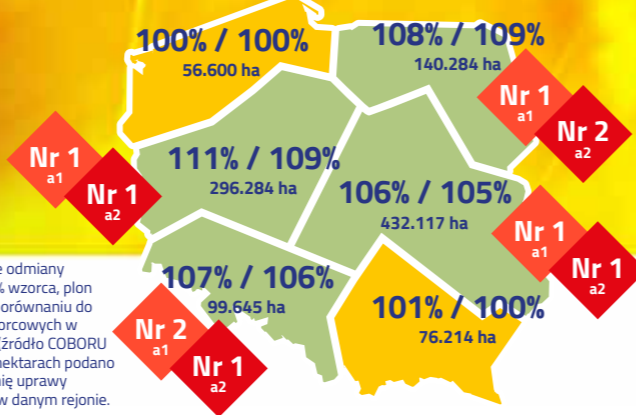 100% / 100%
56.600 ha
108% / 109%
140.284 ha
Nr 1
a1
Nr 2
a2
111% / 109%
296.284 ha
Nr 1
a1
Nr 1
a2
106% / 105%
432.117 ha
Nr 1
a1
Nr 1
a2
107% / 106%
99.645 ha
Nr 2
a1
Nr 1
a2
101% / 100%
76.214 ha
e odmiany
% wzorca, plon
porównaniu do
orcowych w
(źródło COBORU
hektarach podano
nię uprawy
w danym rejonie.